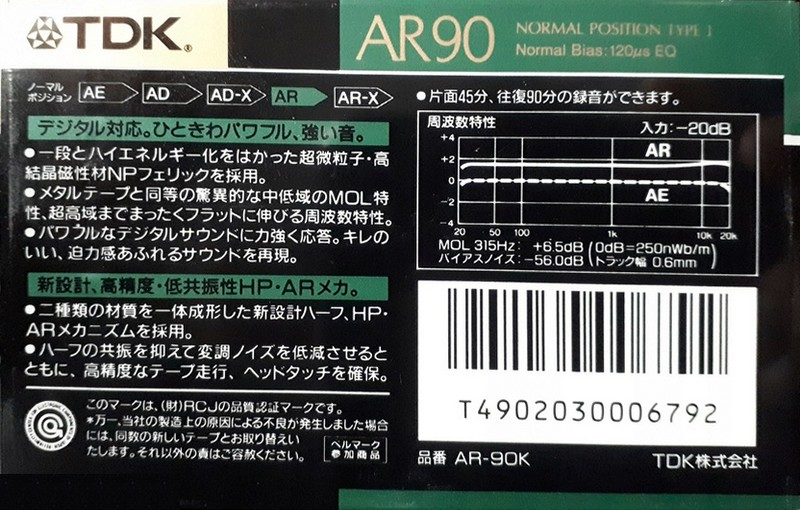 TDK®
AR90
NORMAL POSITION TYPE I
Normal Bias:120μs EQ
ノーマル
ポジション
AE
AD
AD-X
AR
AR-X
デジタル対応。ひときわパワフル、強い音。
●一段とハイエネルギー化をはかった超微粒子・高
結晶磁性材NPフェリックを採用。
●メタルテープと同等の驚異的な中低域のMOL特
性、超高域までまったくフラットに伸びる周波数特性。
●パワフルなデジタルサウンドに力強く応答。キレの
いい、迫力感あふれるサウンドを再現。
新設計、高精度・低共振性HP・ARメカ。
●二種類の材質を一体成形した新設計ハーフ、HP・
ARメカニズムを採用。
●ハーフの共振を抑えて変調ノイズを低減させると
ともに、高精度なテープ走行、ヘッドタッチを確保。
このマークは、(財)RCJの品質認証マークです。
*万一、当社の製造上の原因による不良が発生しました場合
には、同数の新しいテープとお取り替えい
たします。それ以外の責はご容赦ください。
ベルマーク
参加商品
●片面45分、往復90分の録音ができます。
周波数特性
入力:-20dB
+4
+2
0
-2
-4
AR
AE
20 50 100 1k 10k 20k
MOL 315Hz: +6.5dB (0dB=250nWb/m)
バイアスノイズ: -56.0dB (トラック幅 0.6mm)
T4902030006792
品番 AR-90K
TDK株式会社